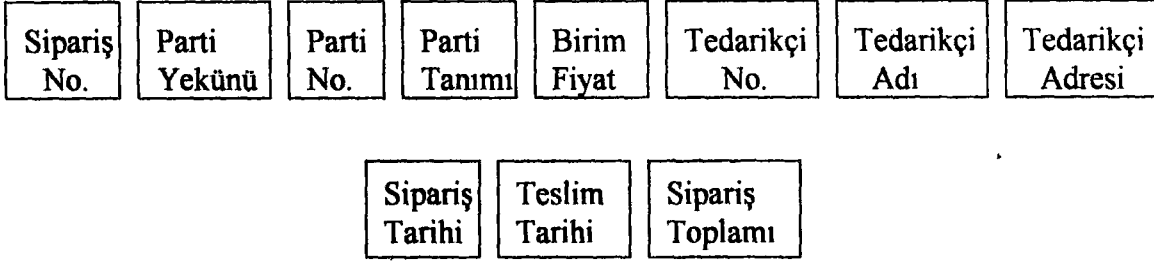 Sipariş Parti Parti Parti Birim Tedarikçi Tedarikçi Tedarikçi
No. Yekünü No. Tanımı Fiyat No. Adı Adresi
Sipariş Teslim Sipariş
Tarihi Tarihi Toplamı